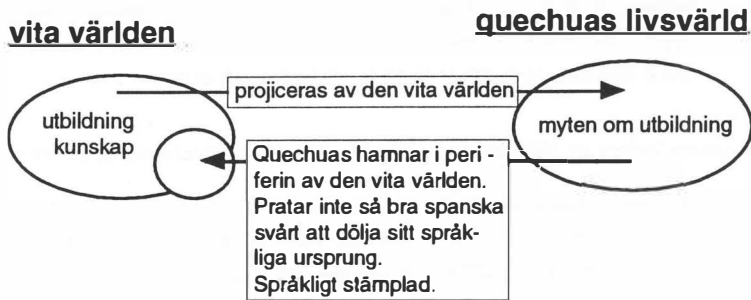 vita världen
quechuas livsvärld
projiceras av den vita världen
utbildning
kunskap
myten om utbildning
Quechuas hamnar i peri -
ferin av den vita världen.
Pratar inte så bra spanska
svårt att dölja sitt språk-
liga ursprung.
Språkligt stämplad.